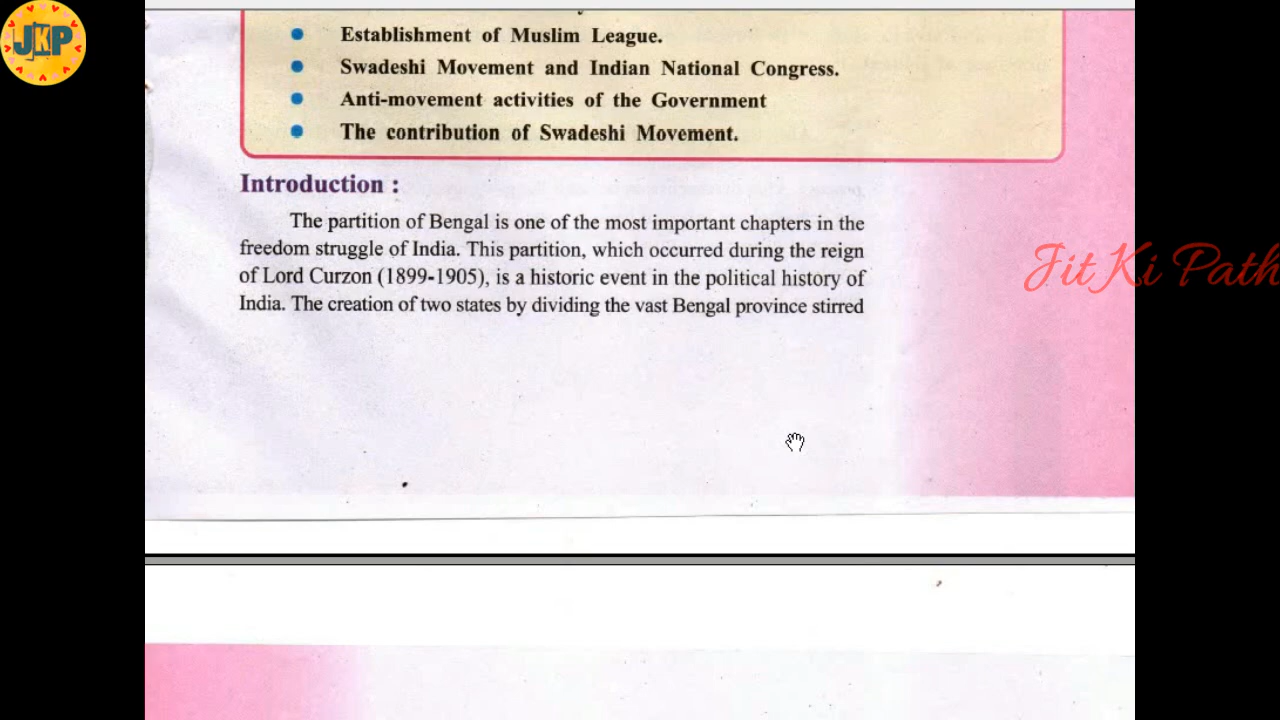 JKP
Establishment of Muslim League.
Swadeshi Movement and Indian National Congress.
Anti-movement activities of the Government
The contribution of Swadeshi Movement.
Introduction :
The partition of Bengal is one of the most important chapters in the
freedom struggle of India. This partition, which occurred during the reign
of Lord Curzon (1899-1905), is a historic event in the political history of
India. The creation of two states by dividing the vast Bengal province stirred
Jit Ki Path